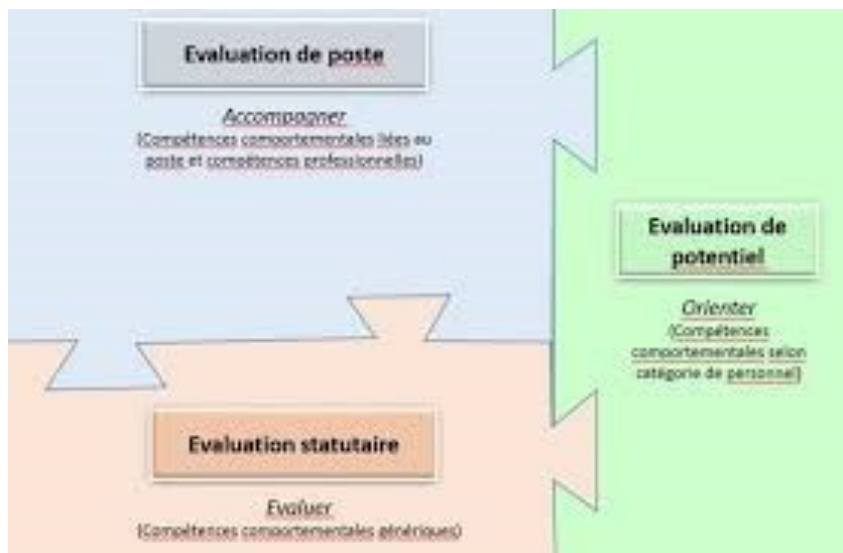 Evaluation de poste
Accompagner
(Compétences comportementales liées au
poste et compétences professionnelles)
Evaluation de
potentiel
Orienter
(Compétences
comportementales selon
catégorie de personnel)
Evaluation statutaire
Evaluer
(Compétences comportementales génériques)